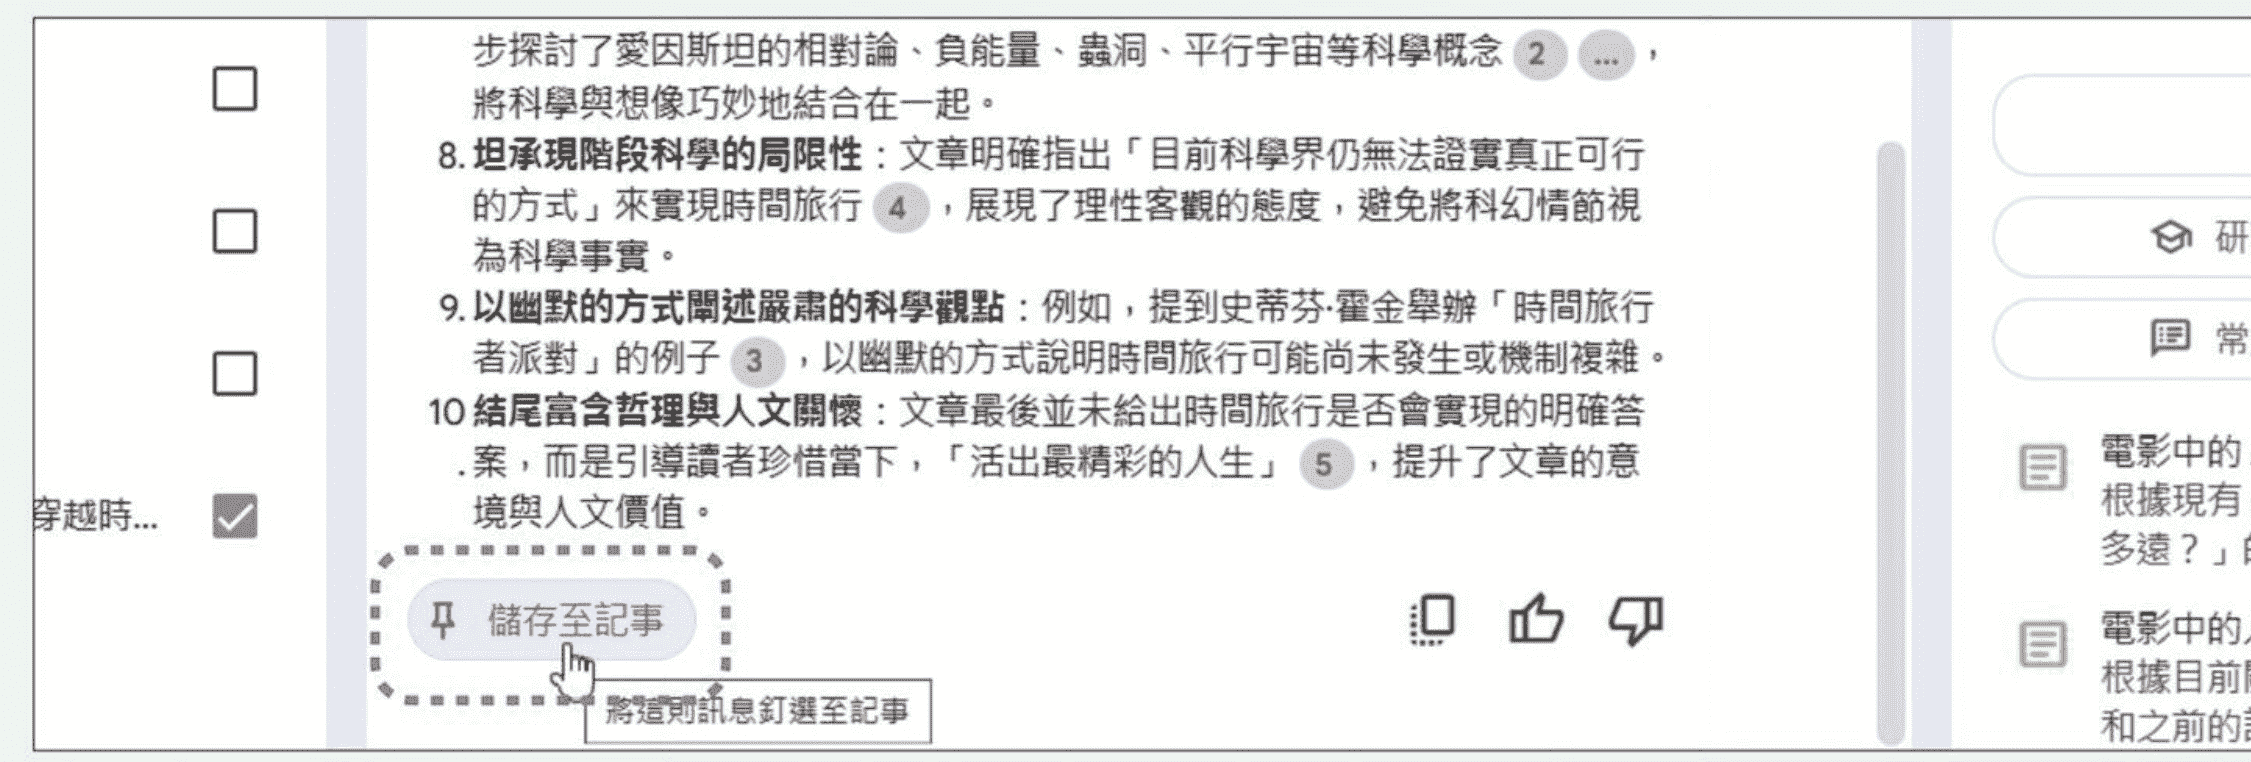 步探討了愛因斯坦的相對論、負能量、蟲洞、平行宇宙等科學概念 2 ... ，
將科學與想像巧妙地結合在一起。
8. 坦承現階段科學的局限性：文章明確指出「目前科學界仍無法證實真正可行
的方式」來實現時間旅行 4 ，展現了理性客觀的態度，避免將科幻情節視
為科學事實。
9. 以幽默的方式闡述嚴肅的科學觀點：例如，提到史蒂芬·霍金舉辦「時間旅行
者派對」的例子 3 ，以幽默的方式說明時間旅行可能尚未發生或機制複雜。
10 結尾富含哲理與人文關懷：文章最後並未給出時間旅行是否會實現的明確答
. 案，而是引導讀者珍惜當下，「活出最精彩的人生」 5 ，提升了文章的意
境與人文價值。
穿越時...
儲存至記事
將這則訊息釘選至記事
研
常
電影中的
根據現有
多遠？」
電影中的
根據目前
和之前的